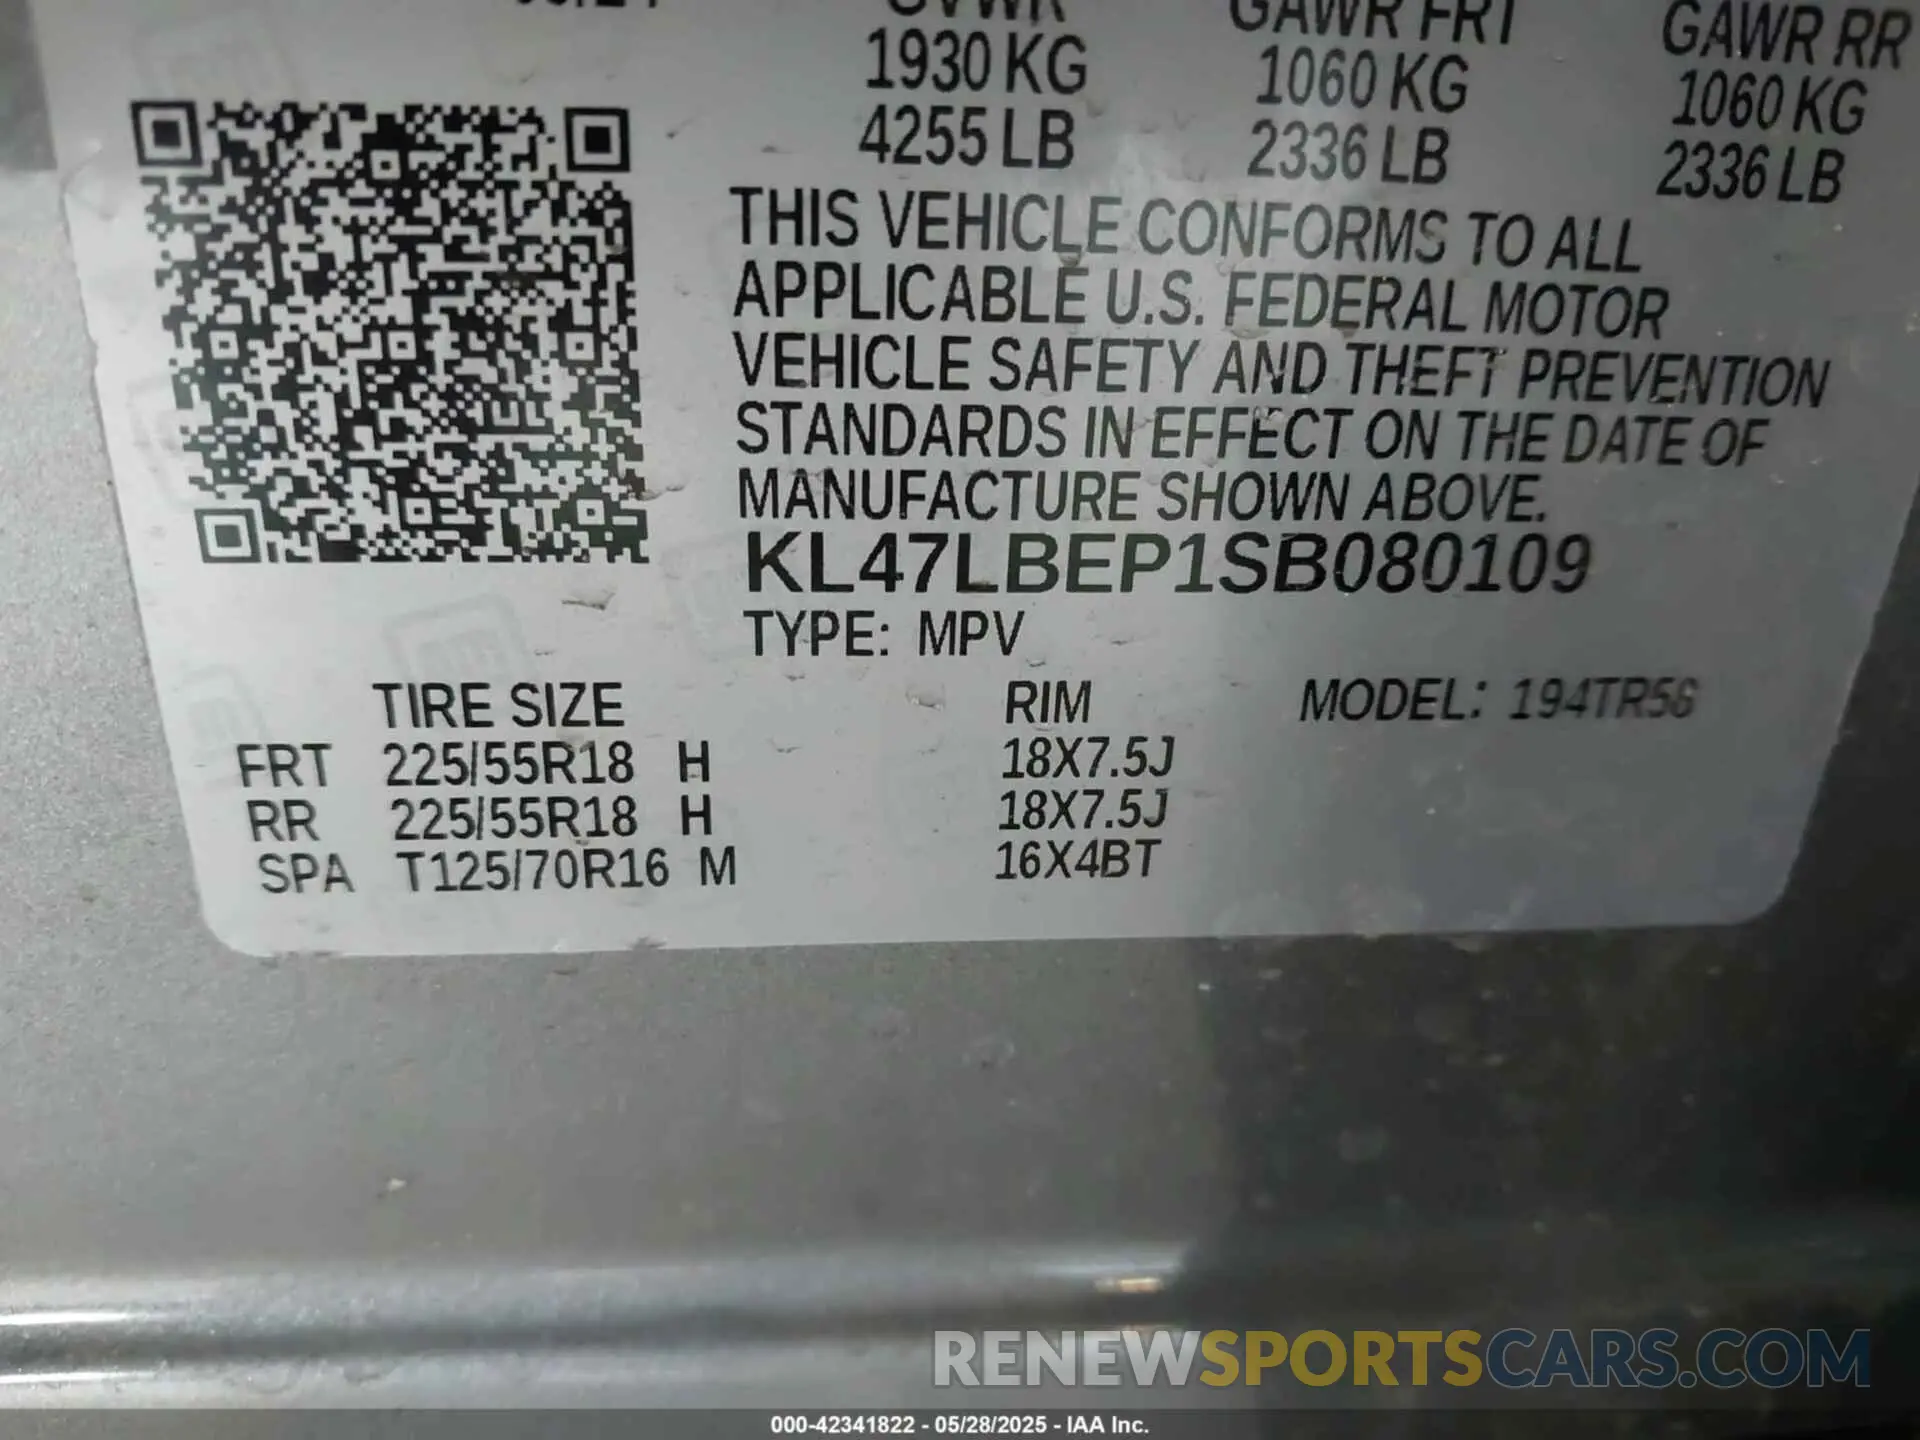 GVWR GAWR FRT GAWR RR
1930 KG 1060 KG 1060 KG
4255 LB 2336 LB 2336 LB
THIS VEHICLE CONFORMS TO ALL
APPLICABLE U.S. FEDERAL MOTOR
VEHICLE SAFETY AND THEFT PREVENTION
STANDARDS IN EFFECT ON THE DATE OF
MANUFACTURE SHOWN ABOVE.
KL47LBEP1SB080109
TYPE: MPV
TIRE SIZE RIM MODEL: 194TR56
FRT 225/55R18 H 18X7.5J
RR 225/55R18 H 18X7.5J
SPA T125/70R16 M 16X4BT
RENEWSPORTSCARS.COM
000-42341822 - 05/28/2025 - IAA Inc.